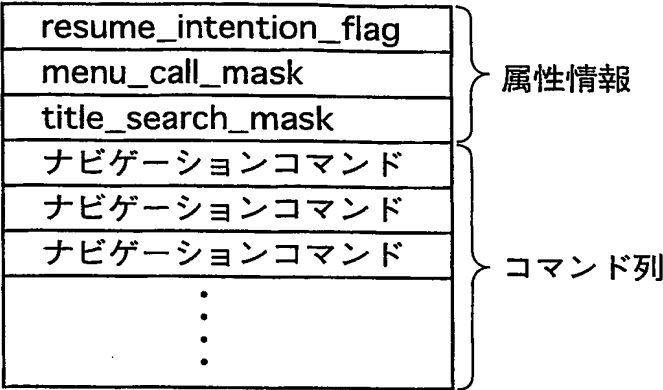 resume_intention_flag
menu_call_mask
title_search_mask
属性情報
ナビゲーションコマンド
ナビゲーションコマンド
ナビゲーションコマンド
コマンド列